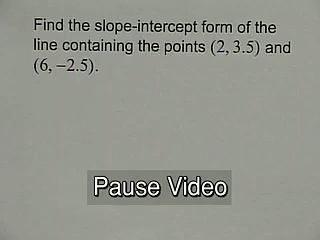 Find the slope-intercept form of the
line containing the points (2, 3.5) and
(6, −2.5).
Pause Video